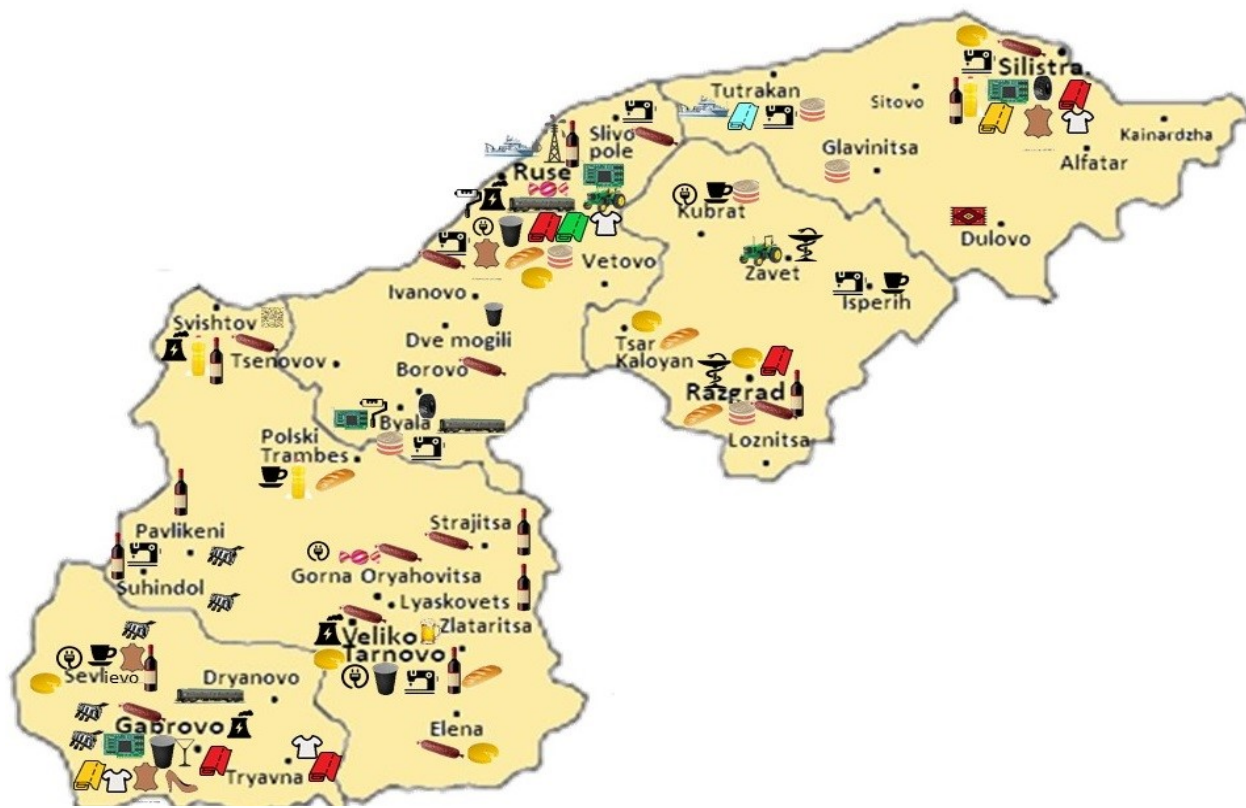 Silistra
Tutrakan
Sitovo
Kainardzha
Slivo
pole
Alfatar
Glavinitsa
Ruse
Kubrat
Dulovo
Vetovo
Zavet
Ivanovo
Isperih
Svishtov
Dve mogili
Tsar
Kaloyan
Tsenovov
Borovo
Razgrad
Byala
Loznitsa
Polski
Trambes
Strajitsa
Pavlikeni
Gorna Oryahovitsa
Suhindol
Lyaskovets
Veliko
Tarnovo
Zlataritsa
Sevlievo
Dryanovo
Gabrovo
Elena
Tryavna